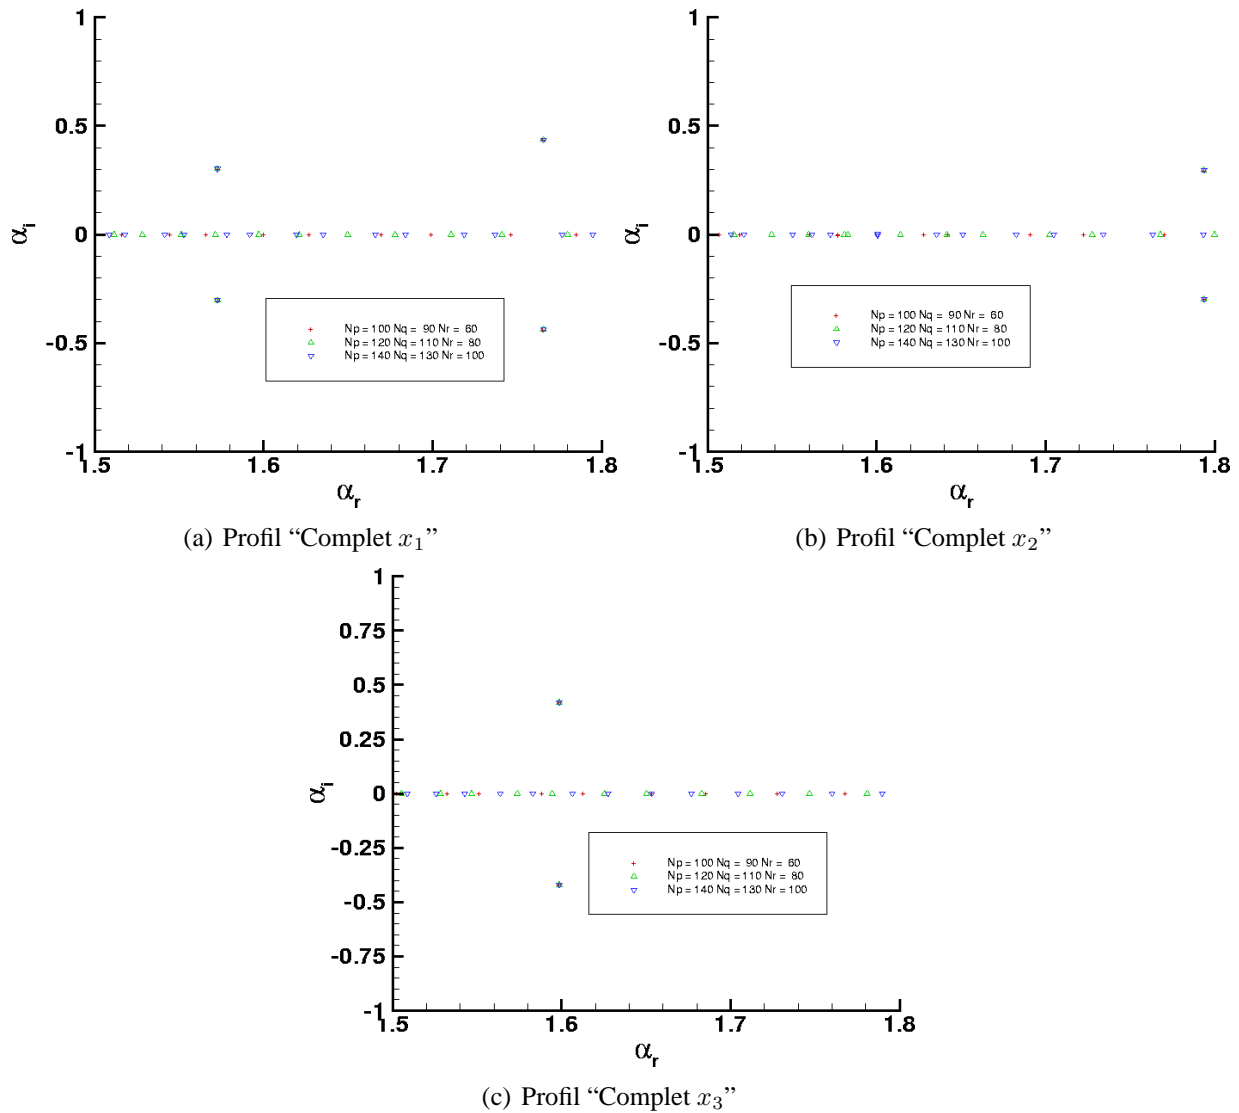 1
0.5
0
-0.5
-1
αi
1.5
1.6
1.7
1.8
αr
Np = 100 Nq = 90 Nr = 60
Np = 120 Nq = 110 Nr = 80
Np = 140 Nq = 130 Nr = 100
(a) Profil “Complet x1”
1
0.5
0
-0.5
-1
αi
1.5
1.6
1.7
1.8
αr
Np = 100 Nq = 90 Nr = 60
Np = 120 Nq = 110 Nr = 80
Np = 140 Nq = 130 Nr = 100
(b) Profil “Complet x2”
1
0.75
0.5
0.25
0
-0.25
-0.5
-0.75
-1
αi
1.5
1.6
1.7
1.8
αr
Np = 100 Nq = 90 Nr = 60
Np = 120 Nq = 110 Nr = 80
Np = 140 Nq = 130 Nr = 100
(c) Profil “Complet x3”